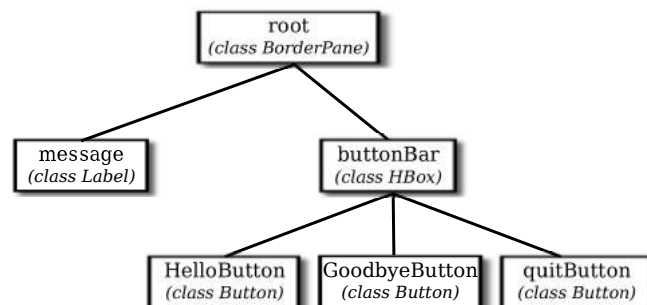 root
(class BorderPane)
message
(class Label)
buttonBar
(class HBox)
HelloButton
(class Button)
GoodbyeButton
(class Button)
quitButton
(class Button)